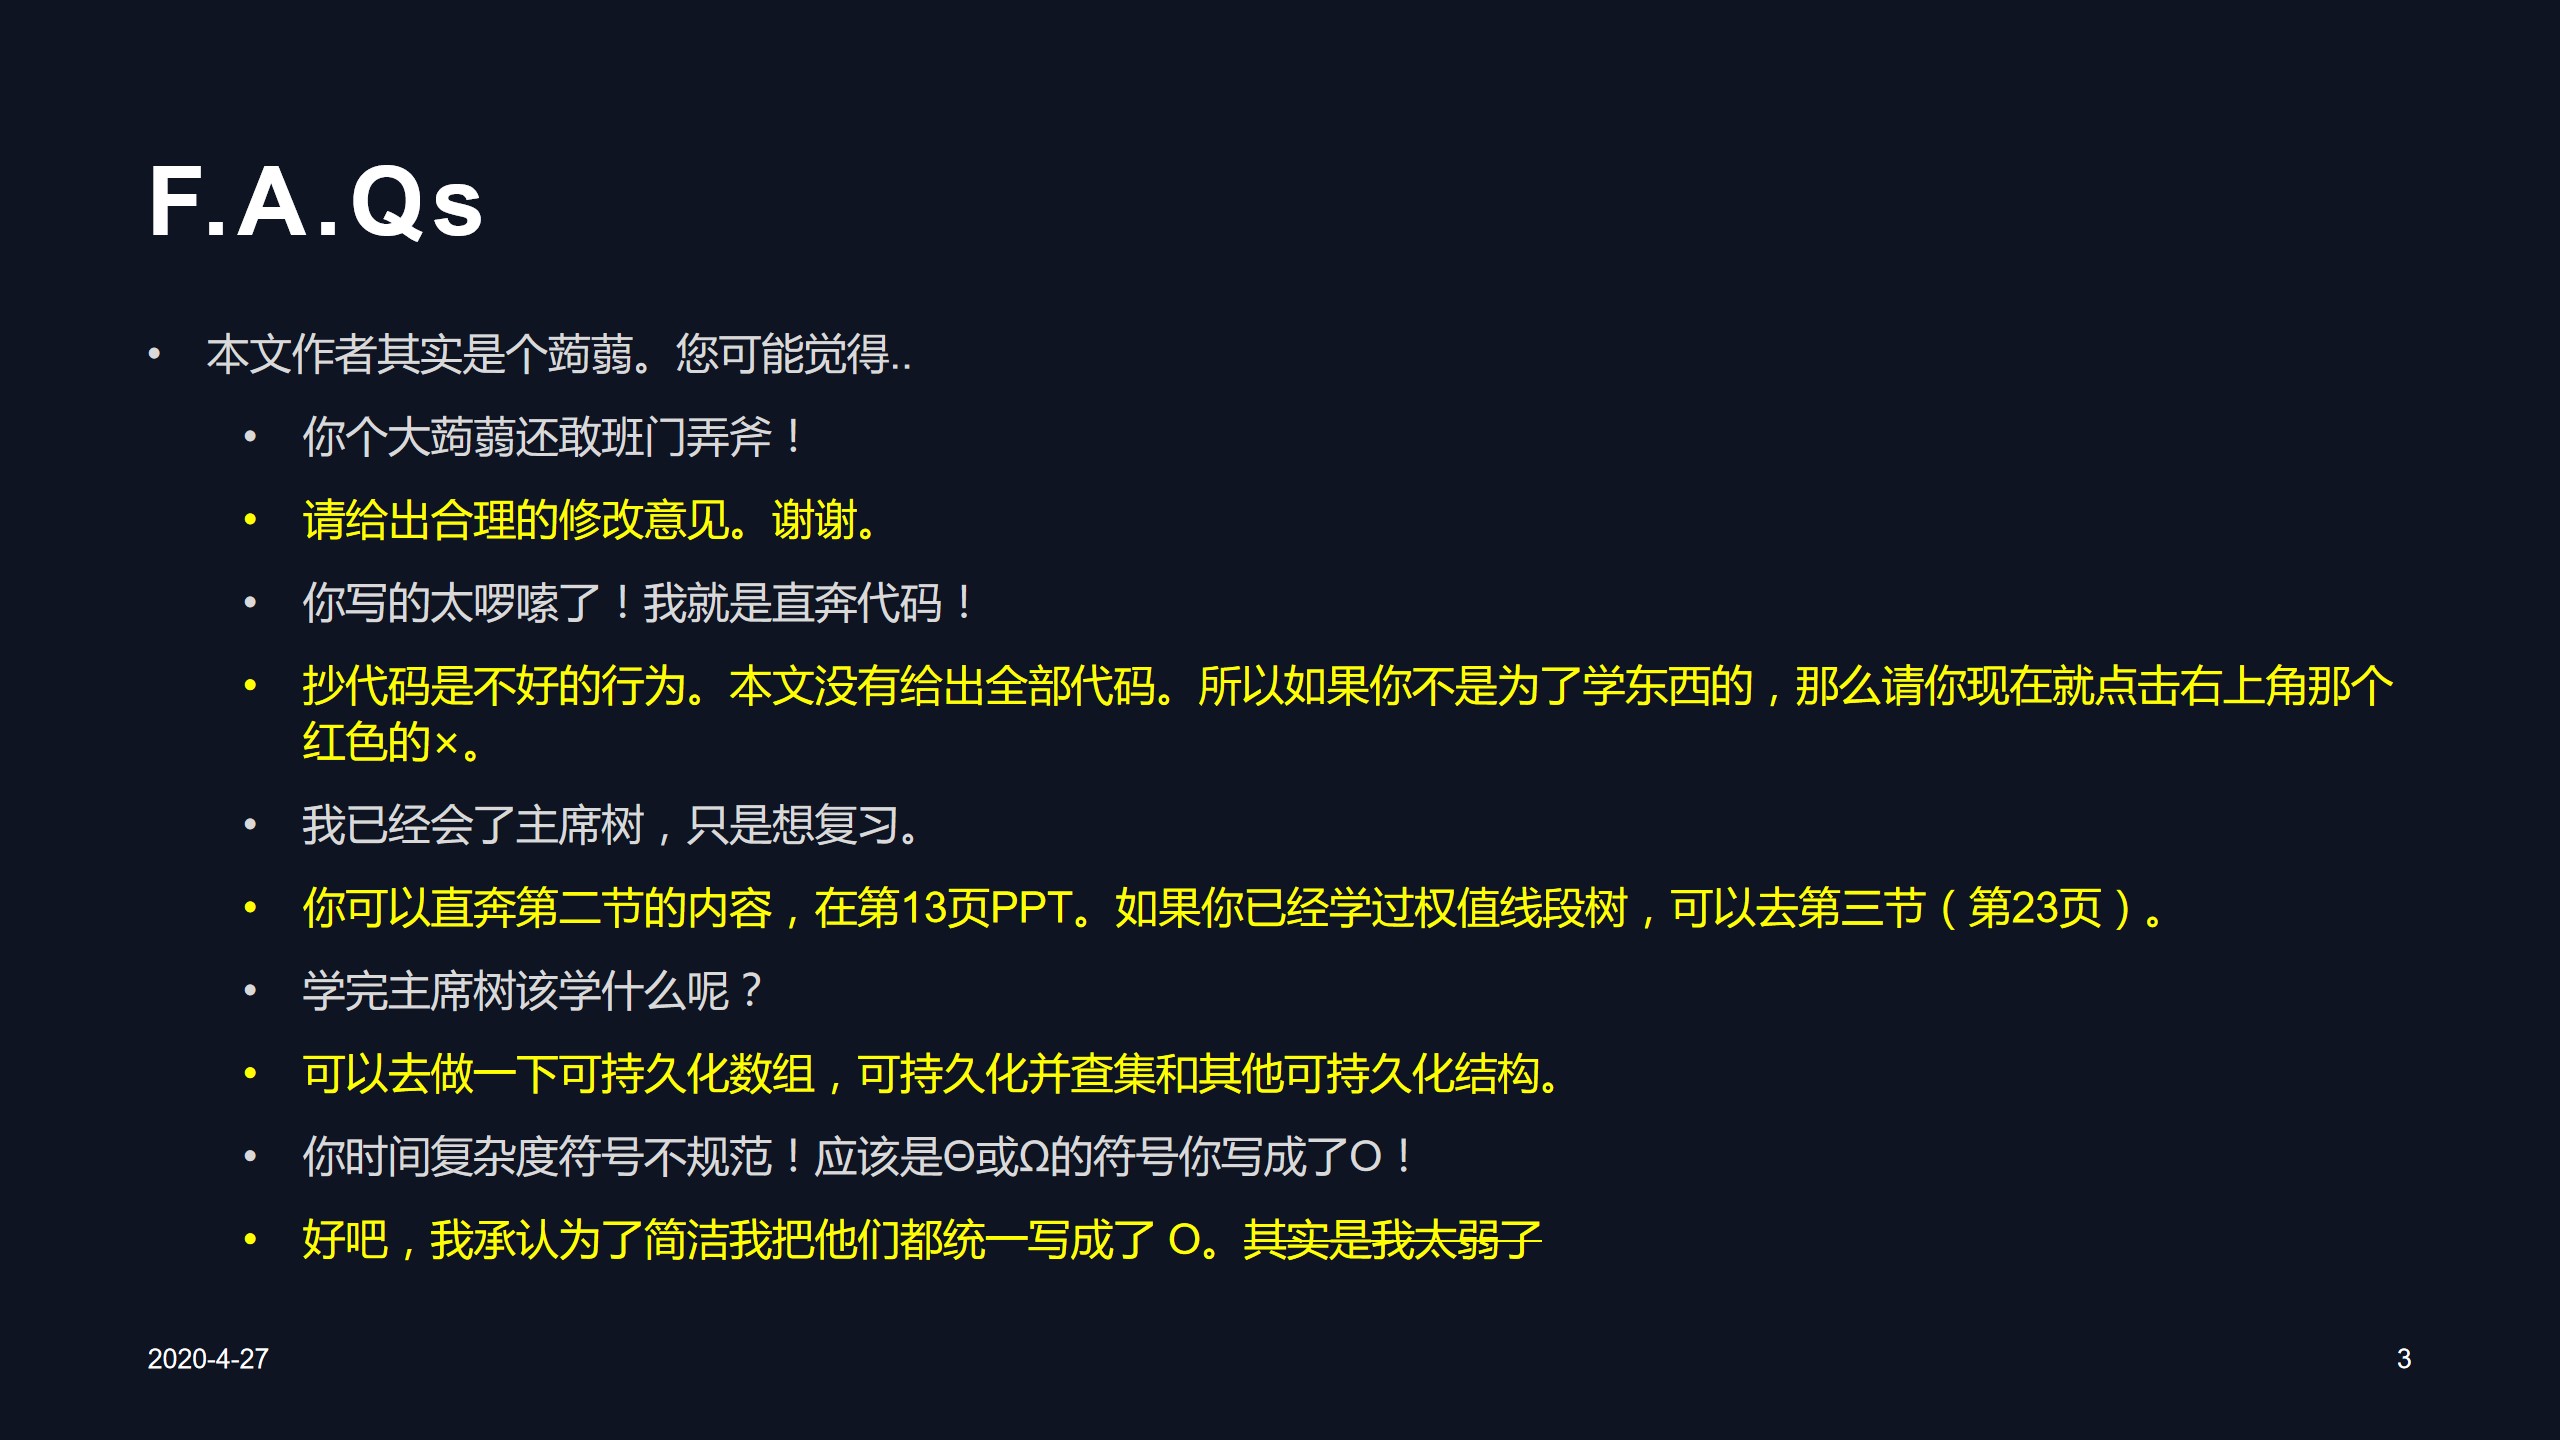 F.A.Qs
• 本文作者其实是个蒟蒻。您可能觉得..
• 你个大蒟蒻还敢班门弄斧！
• 请给出合理的修改意见。谢谢。
• 你写的太啰嗦了！我就是直奔代码！
• 抄代码是不好的行为。本文没有给出全部代码。所以如果你不是为了学东西的，那么请你现在就点击右上角那个
红色的×。
• 我已经会了主席树，只是想复习。
• 你可以直奔第二节的内容，在第13页PPT。如果你已经学过权值线段树，可以去第三节（第23页）。
• 学完主席树该学什么呢？
• 可以去做一下可持久化数组，可持久化并查集和其他可持久化结构。
• 你时间复杂度符号不规范！应该是Θ或Ω的符号你写成了O！
• 好吧，我承认为了简洁我把他们都统一写成了 O。其实是我太弱了
2020-4-27
3